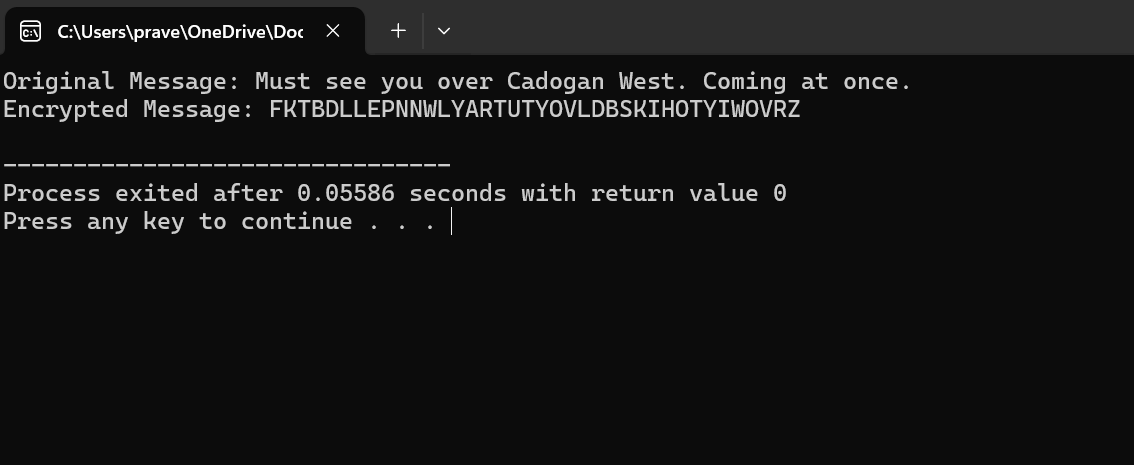 C:\Users\prave\OneDrive\Doc
Original Message: Must see you over Cadogan West. Coming at once.
Encrypted Message: FKTBDLLEPNNWLYARTUTYOVLDBSKIHOTYIWOVRZ
--------------------------------
Process exited after 0.05586 seconds with return value 0
Press any key to continue . . .